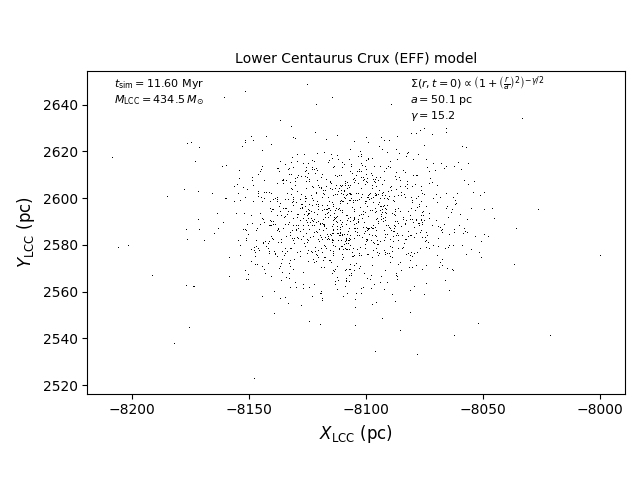 Lower Centaurus Crux (EFF) model
t_sim = 11.60 Myr
M_LCC = 434.5 M_⊙
Σ(r, t = 0) ∝ (1 + (r/a)²)^(−γ/2)
a = 50.1 pc
γ = 15.2
2640
2620
2600
2580
2560
2540
2520
Y_LCC (pc)
−8200 −8150 −8100 −8050 −8000
X_LCC (pc)